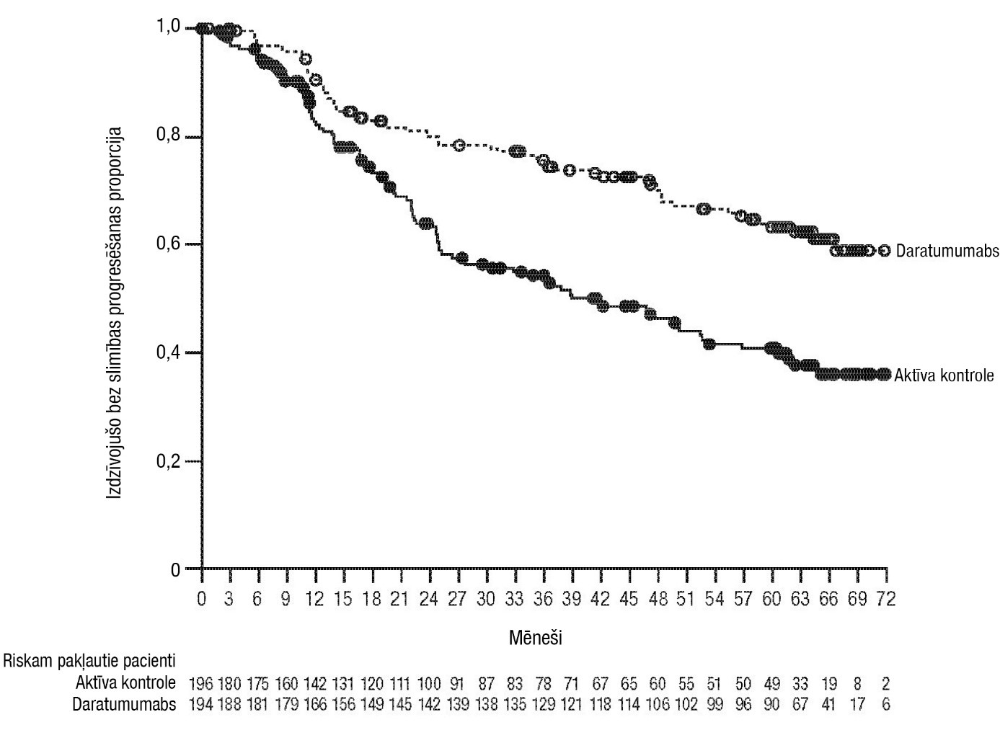 Izdzīvojušo bez slimības progresēšanas proporcija
1,0
0,8
0,6
0,4
0,2
0
Daratumumabs
Aktīva kontrole
0 3 6 9 12 15 18 21 24 27 30 33 36 39 42 45 48 51 54 57 60 63 66 69 72
Mēneši
Riskam pakļautie pacienti
Aktīva kontrole 196 180 175 160 142 131 120 111 100 91 87 83 78 71 67 65 60 55 51 50 49 33 19 8 2
Daratumumabs 194 188 181 179 166 156 149 145 142 139 138 135 129 121 118 114 106 102 99 96 90 67 41 17 6